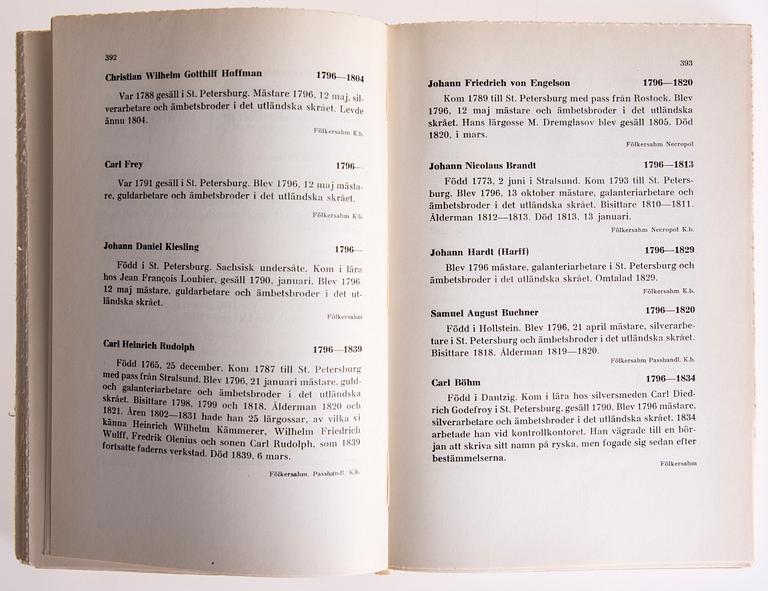 392
Christian Wilhelm Gotthilf Hoffman 1796—1804
Var 1788 gesäll i St. Petersburg. Mästare 1796, 12 maj, sil-
verarbetare och ämbetsbroder i det utländska skrået. Levde
ännu 1804.
Fölkersahm K.b.
Carl Frey 1796—
Var 1791 gesäll i St. Petersburg. Blev 1796, 12 maj mästa-
re, guldarbetare och ämbetsbroder i det utländska skrået.
Fölkersahm K.b.
Johann Daniel Kiesling 1796—
Född i St. Petersburg. Sachsisk undersåte. Kom i lära
hos Jean François Loubier, gesäll 1790, januari. Blev 1796,
12 maj mästare, guldarbetare och ämbetsbroder i det ut-
ländska skrået.
Fölkersahm
Carl Heinrich Rudolph 1796—1839
Född 1765, 25 december. Kom 1787 till St. Petersburg
med pass från Stralsund. Blev 1796, 21 januari mästare, guld-
och galanteriarbetare och ämbetsbroder i det utländska
skrået. Bisittare 1798, 1799 och 1818. Ålderman 1820 och
1821. Åren 1802—1831 hade han 25 lärgossar, av vilka vi
känna Heinrich Wilhelm Kämmerer, Wilhelm Friedrich
Wulff, Fredrik Olenius och sonen Carl Rudolph, som 1839
fortsatte faderns verkstad. Död 1839, 6 mars.
Fölkersahm, Passhandl. K.b.
393
Johann Friedrich von Engelson 1796—1820
Kom 1789 till St. Petersburg med pass från Rostock. Blev
1796, 12 maj mästare och ämbetsbroder i det utländska
skrået. Hans lärgosse M. Dremglasov blev gesäll 1805. Död
1820, i mars.
Fölkersahm Necropol
Johann Nicolaus Brandt 1796—1813
Född 1773, 2 juni i Stralsund. Kom 1793 till St. Peters-
burg. Blev 1796, 13 oktober mästare, galanteriarbetare och
ämbetsbroder i det utländska skrået. Bisittare 1810—1811.
Ålderman 1812—1813. Död 1813, 13 januari.
Fölkersahm Necropol K.b.
Johann Hardt (Harff) 1796—1829
Blev 1796 mästare, galanteriarbetare i St. Petersburg och
ämbetsbroder i det utländska skrået. Omtalad 1829.
Fölkersahm K.b.
Samuel August Buchner 1796—1820
Född i Hollstein. Blev 1796, 21 april mästare, silverarbe-
tare i St. Petersburg och ämbetsbroder i det utländska skrået.
Bisittare 1818. Ålderman 1819—1820.
Fölkersahm Passhandl. K.b.
Carl Böhm 1796—1834
Född i Dantzig. Kom i lära hos silversmeden Carl Died-
rich Godefroy i St. Petersburg, gesäll 1790. Blev 1796 mästare,
silverarbetare och ämbetsbroder i det utländska skrået. 1834
arbetade han vid kontrollkontoret. Han vägrade till en bör-
jan att skriva sitt namn på ryska, men fogade sig sedan efter
bestämmelserna.
Fölkersahm